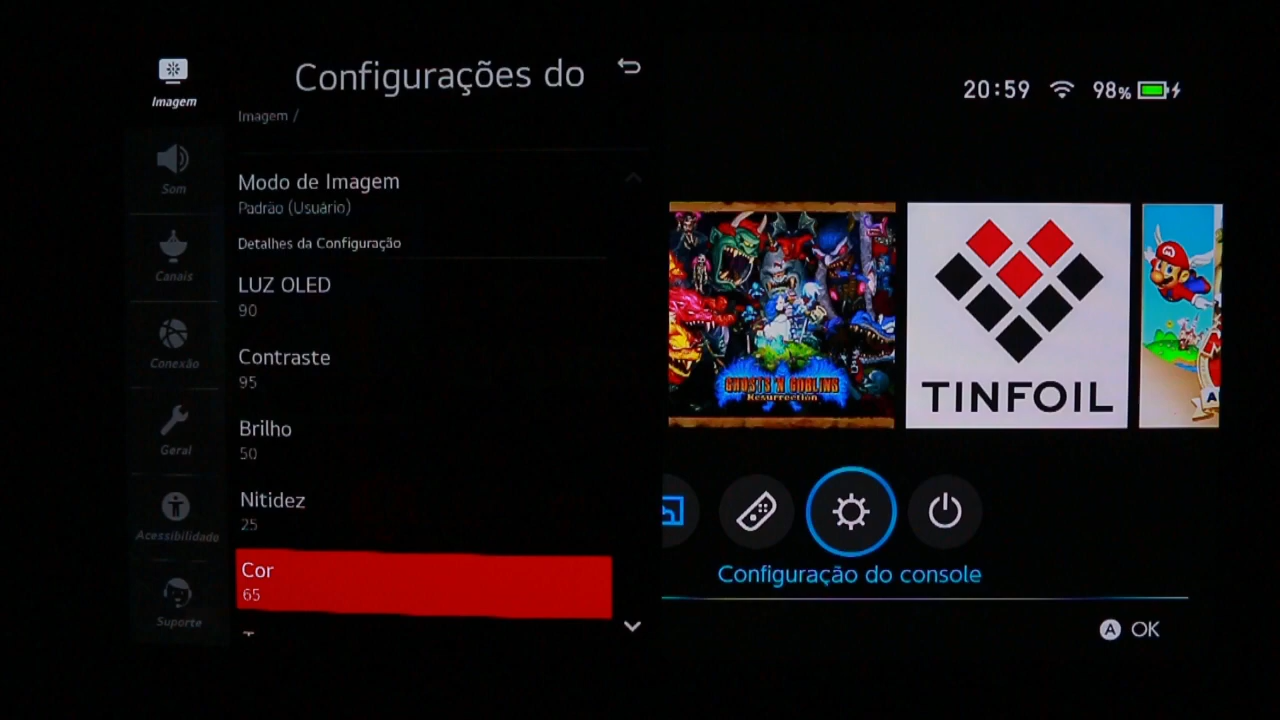 Configurações do
Imagem
Imagem /
Som
Canais
Conexão
Geral
Acessibilidade
Suporte
Modo de Imagem
Padrão (Usuário)
Detalhes da Configuração
LUZ OLED
90
Contraste
95
Brilho
50
Nitidez
25
Cor
65
20:59
98%
GHOSTS 'N GOBLINS
Resurrection
TINFOIL
Configuração do console
A OK